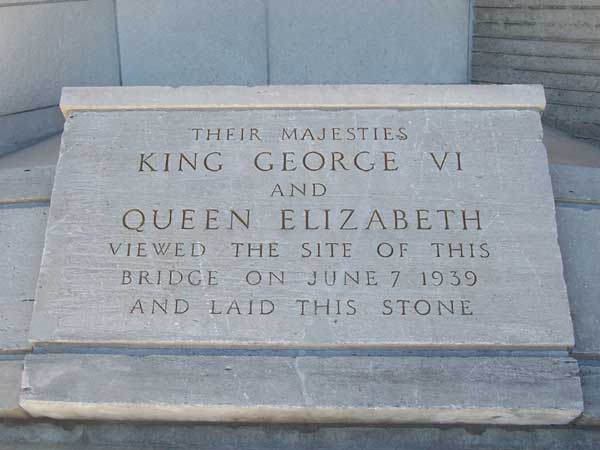 THEIR MAJESTIES
KING GEORGE VI
AND
QUEEN ELIZABETH
VIEWED THE SITE OF THIS
BRIDGE ON JUNE 7 1939
AND LAID THIS STONE